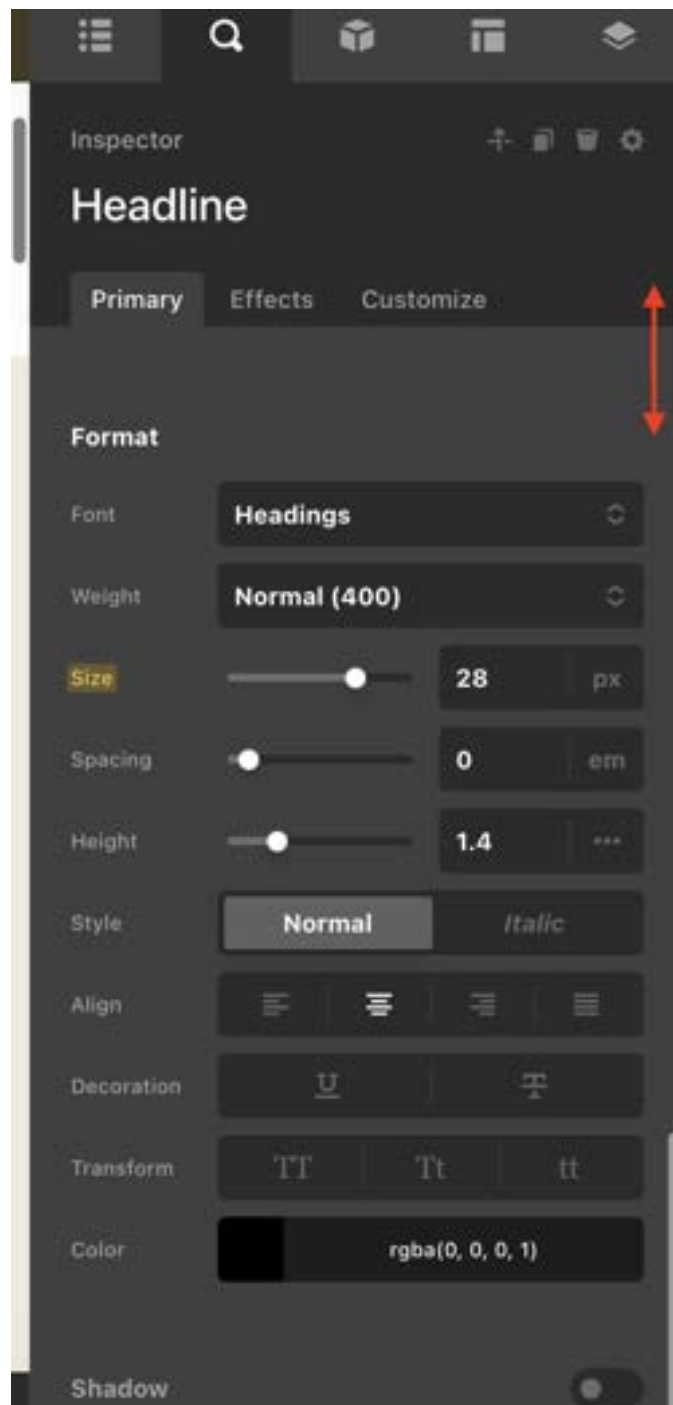 Inspector
Headline
Primary Effects Customize
Format
Font Headings
Weight Normal (400)
Size 28 px
Spacing 0 em
Height 1.4 •••
Style Normal Italic
Align
Decoration U T
Transform TT Tt tt
Color rgba(0, 0, 0, 1)
Shadow